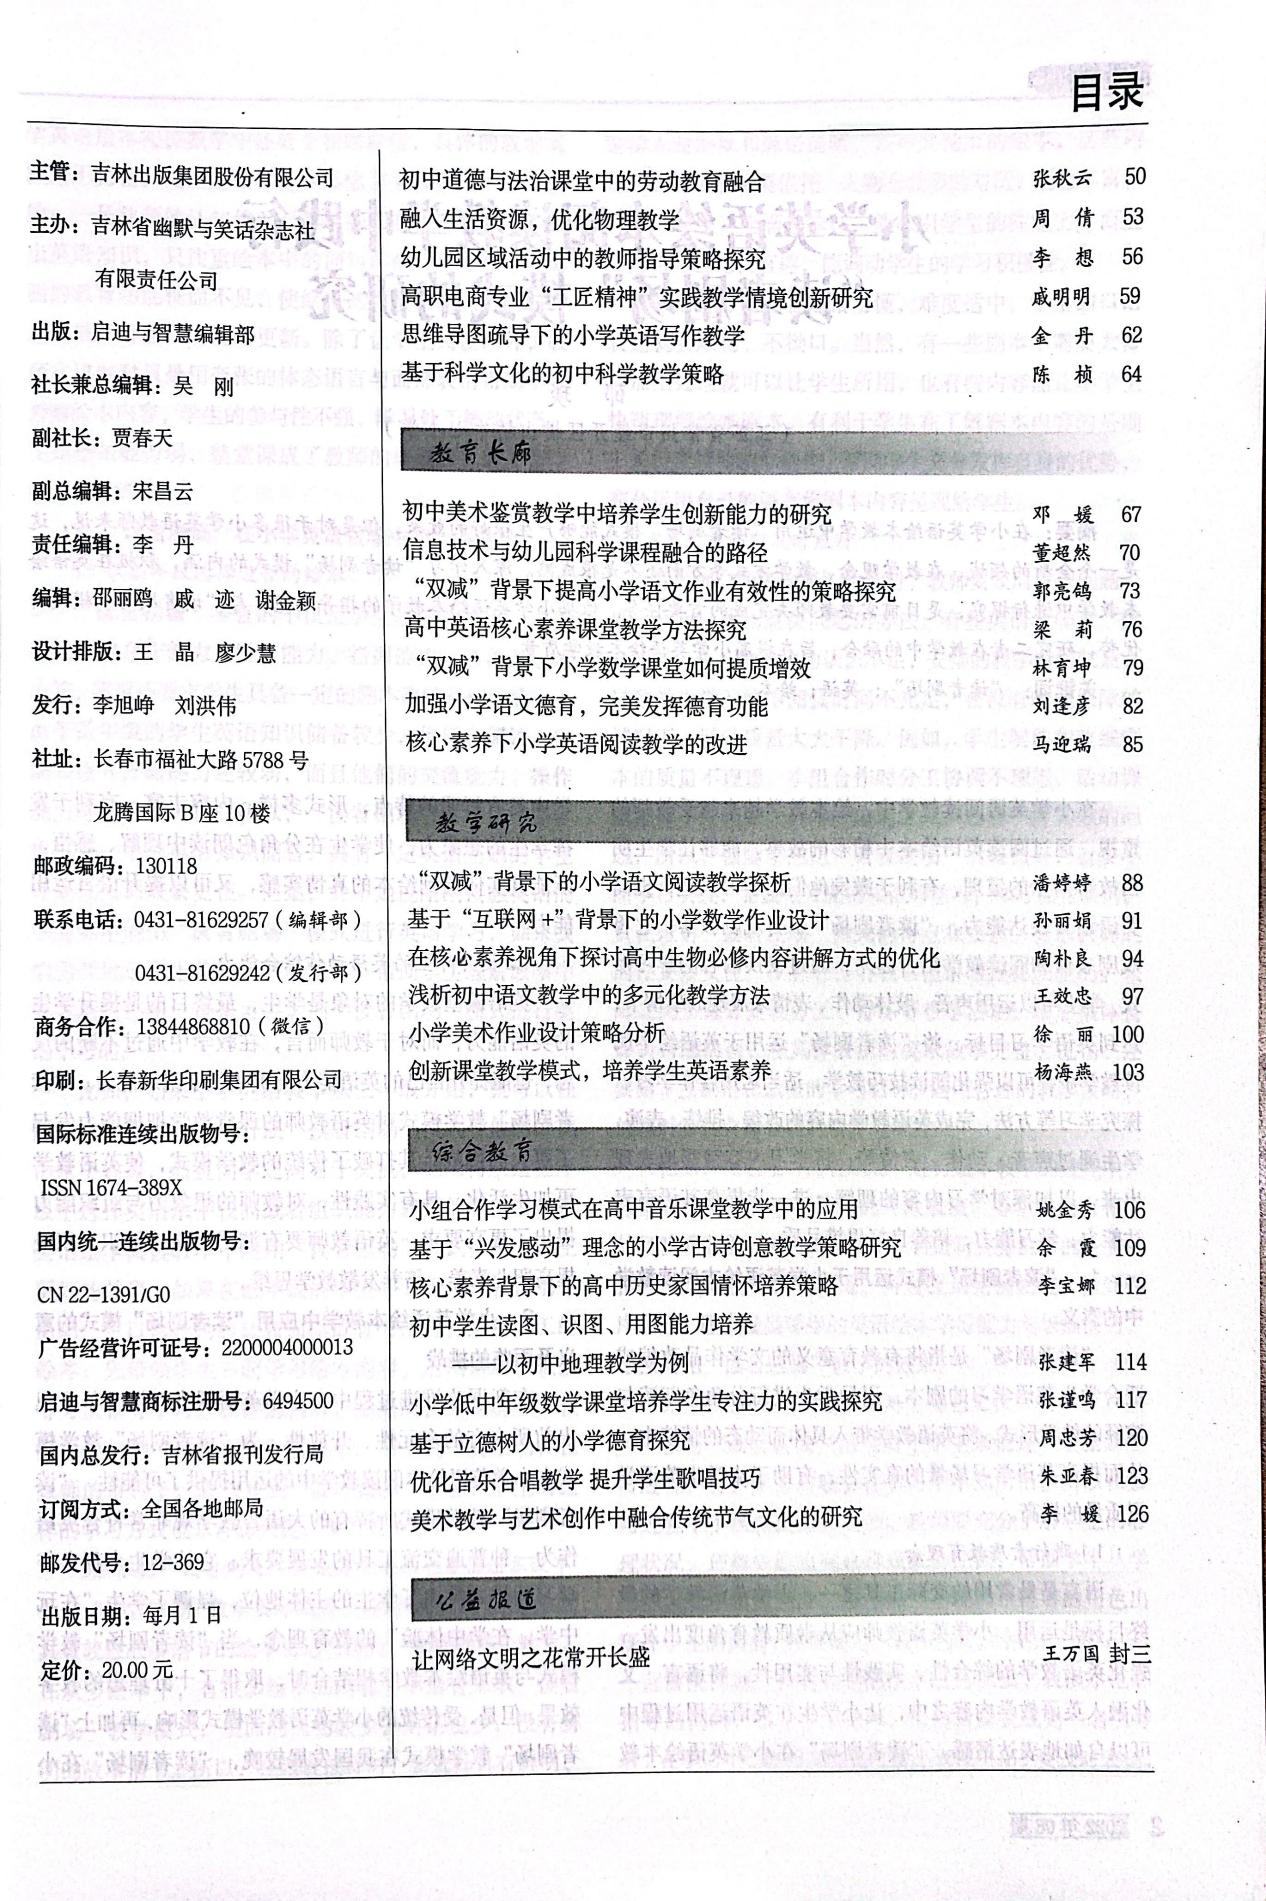 目录
主管：吉林出版集团股份有限公司
主办：吉林省幽默与笑话杂志社
有限责任公司
出版：启迪与智慧编辑部
社长兼总编辑：吴 刚
副社长：贾春天
副总编辑：宋昌云
责任编辑：李 丹
编辑：邵丽鸥 戚 迹 谢金颖
设计排版：王 晶 廖少慧
发行：李旭峥 刘洪伟
社址：长春市福祉大路5788号
龙腾国际B座10楼
邮政编码：130118
联系电话：0431-81629257（编辑部）
0431-81629242（发行部）
商务合作：13844868810（微信）
印刷：长春新华印刷集团有限公司
国际标准连续出版物号：
ISSN 1674-389X
国内统一连续出版物号：
CN 22-1391/G0
广告经营许可证号：2200004000013
启迪与智慧商标注册号：6494500
国内总发行：吉林省报刊发行局
订阅方式：全国各地邮局
邮发代号：12-369
出版日期：每月1日
定价：20.00元
初中道德与法治课堂中的劳动教育融合 张秋云 50
融入生活资源，优化物理教学 周 倩 53
幼儿园区域活动中的教师指导策略探究 李 想 56
高职电商专业“工匠精神”实践教学情境创新研究 戚明明 59
思维导图疏导下的小学英语写作教学 金 丹 62
基于科学文化的初中科学教学策略 陈 桢 64
教育长廊
初中美术鉴赏教学中培养学生创新能力的研究 邓 媛 67
信息技术与幼儿园科学课程融合的路径 董超然 70
“双减”背景下提高小学语文作业有效性的策略探究 郭亮鸽 73
高中英语核心素养课堂教学方法探究 梁 莉 76
“双减”背景下小学数学课堂如何提质增效 林育坤 79
加强小学语文德育，完美发挥德育功能 刘逢彦 82
核心素养下小学英语阅读教学的改进 马迎瑞 85
教学研究
“双减”背景下的小学语文阅读教学探析 潘婷婷 88
基于“互联网+”背景下的小学数学作业设计 孙丽娟 91
在核心素养视角下探讨高中生物必修内容讲解方式的优化 陶朴良 94
浅析初中语文教学中的多元化教学方法 王效忠 97
小学美术作业设计策略分析 徐 丽 100
创新课堂教学模式，培养学生英语素养 杨海燕 103
综合教育
小组合作学习模式在高中音乐课堂教学中的应用 姚金秀 106
基于“兴发感动”理念的小学古诗创意教学策略研究 余 霞 109
核心素养背景下的高中历史家国情怀培养策略 李宝娜 112
初中学生读图、识图、用图能力培养
——以初中地理教学为例 张建军 114
小学低中年级数学课堂培养学生专注力的实践探究 张谨鸣 117
基于立德树人的小学德育探究 周忠芳 120
优化音乐合唱教学 提升学生歌唱技巧 朱亚春 123
美术教学与艺术创作中融合传统节气文化的研究 李 媛 126
公益报道
让网络文明之花常开长盛 王万国 封三